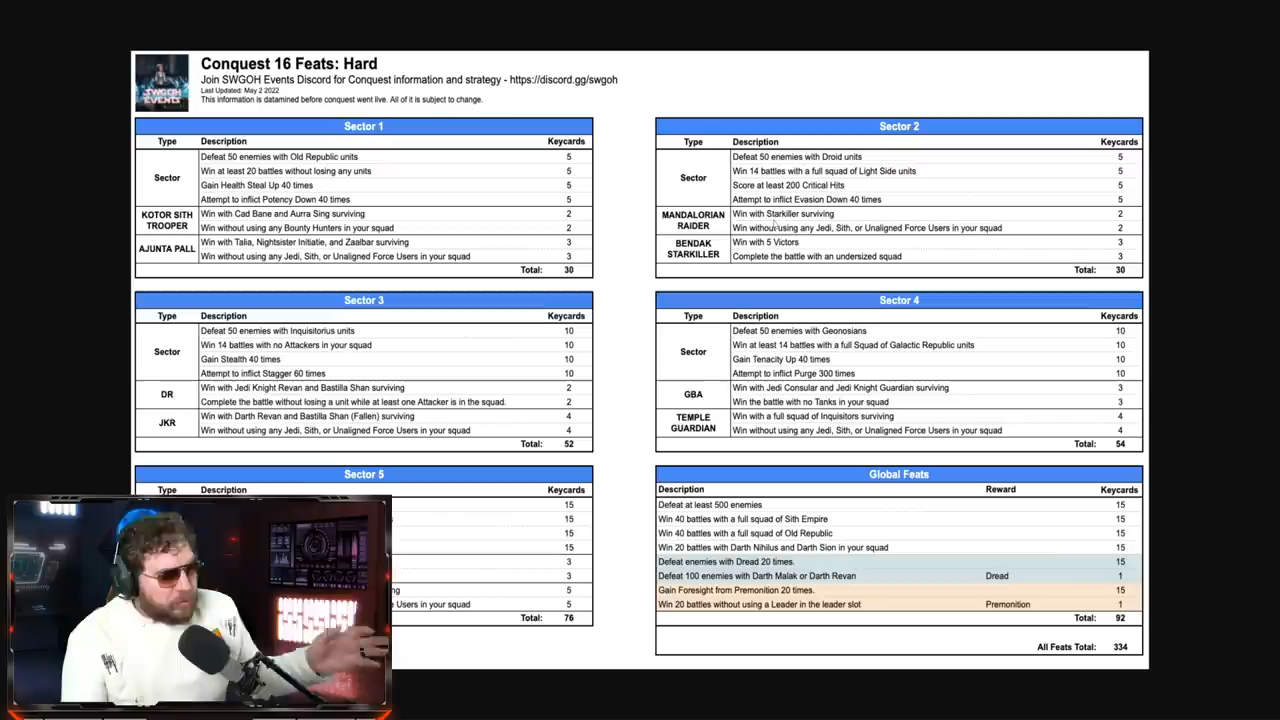 Conquest 16 Feats: Hard
Join SWGOH Events Discord for Conquest information and strategy - https://discord.gg/swgoh
Last Updated: May 2 2022
This information is datamined before conquest went live. All of it is subject to change.
SWGOH
EVENTS
Sector 1
Type Description Keycards
Sector
Defeat 50 enemies with Old Republic units 5
Win at least 20 battles without losing any units 5
Gain Health Steal Up 40 times 5
Attempt to inflict Potency Down 40 times 5
KOTOR SITH
TROOPER
Win with Cad Bane and Aurra Sing surviving 2
Win without using any Bounty Hunters in your squad 2
AJUNTA PALL
Win with Talia, Nightsister Initiatie, and Zaalbar surviving 3
Win without using any Jedi, Sith, or Unaligned Force Users in your squad 3
Total: 30
Sector 2
Type Description Keycards
Sector
Defeat 50 enemies with Droid units 5
Win 14 battles with a full squad of Light Side units 5
Score at least 200 Critical Hits 5
Attempt to inflict Evasion Down 40 times 5
MANDALORIAN
RAIDER
Win with Starkiller surviving 2
Win without using any Jedi, Sith, or Unaligned Force Users in your squad 2
BENDAK
STARKILLER
Win with 5 Victors 3
Complete the battle with an undersized squad 3
Total: 30
Sector 3
Type Description Keycards
Sector
Defeat 50 enemies with Inquisitorius units 10
Win 14 battles with no Attackers in your squad 10
Gain Stealth 40 times 10
Attempt to inflict Stagger 60 times 10
DR
Win with Jedi Knight Revan and Bastilla Shan surviving 2
Complete the battle without losing a unit while at least one Attacker is in the squad. 2
JKR
Win with Darth Revan and Bastilla Shan (Fallen) surviving 4
Win without using any Jedi, Sith, or Unaligned Force Users in your squad 4
Total: 52
Sector 4
Type Description Keycards
Sector
Defeat 50 enemies with Geonosians 10
Win at least 14 battles with a full Squad of Galactic Republic units 10
Gain Tenacity Up 40 times 10
Attempt to inflict Purge 300 times 10
GBA
Win with Jedi Consular and Jedi Knight Guardian surviving 3
Win the battle with no Tanks in your squad 3
TEMPLE
GUARDIAN
Win with a full squad of Inquisitors surviving 4
Win without using any Jedi, Sith, or Unaligned Force Users in your squad 4
Total: 54
Sector 5
Type Description Keycards
15
15
15
15
3
3
5
Users in your squad 5
Total: 76
Global Feats
Description Reward Keycards
Defeat at least 500 enemies 15
Win 40 battles with a full squad of Sith Empire 15
Win 40 battles with a full squad of Old Republic 15
Win 20 battles with Darth Nihilus and Darth Sion in your squad 15
Defeat enemies with Dread 20 times. 15
Defeat 100 enemies with Darth Malak or Darth Revan Dread 1
Gain Foresight from Premonition 20 times. 15
Win 20 battles without using a Leader in the leader slot Premonition 1
Total: 92
All Feats Total: 334